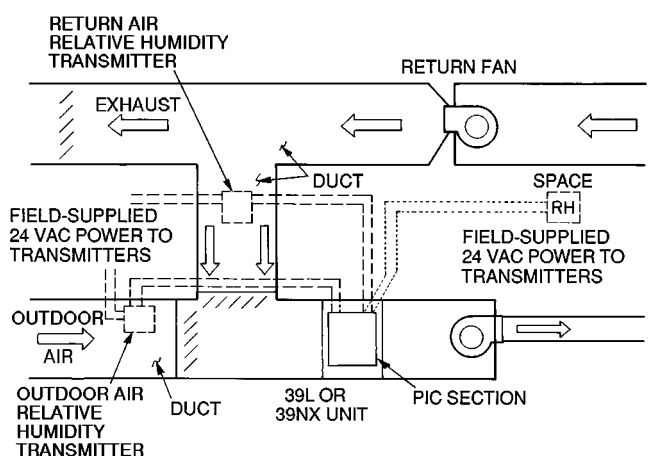 RETURN AIR
RELATIVE HUMIDITY
TRANSMITTER
RETURN FAN
EXHAUST
DUCT
SPACE
RH
FIELD-SUPPLIED
24 VAC POWER TO
TRANSMITTERS
FIELD-SUPPLIED
24 VAC POWER TO
TRANSMITTERS
OUTDOOR
AIR
OUTDOOR AIR
RELATIVE
HUMIDITY
TRANSMITTER
DUCT
39L OR
39NX UNIT
PIC SECTION